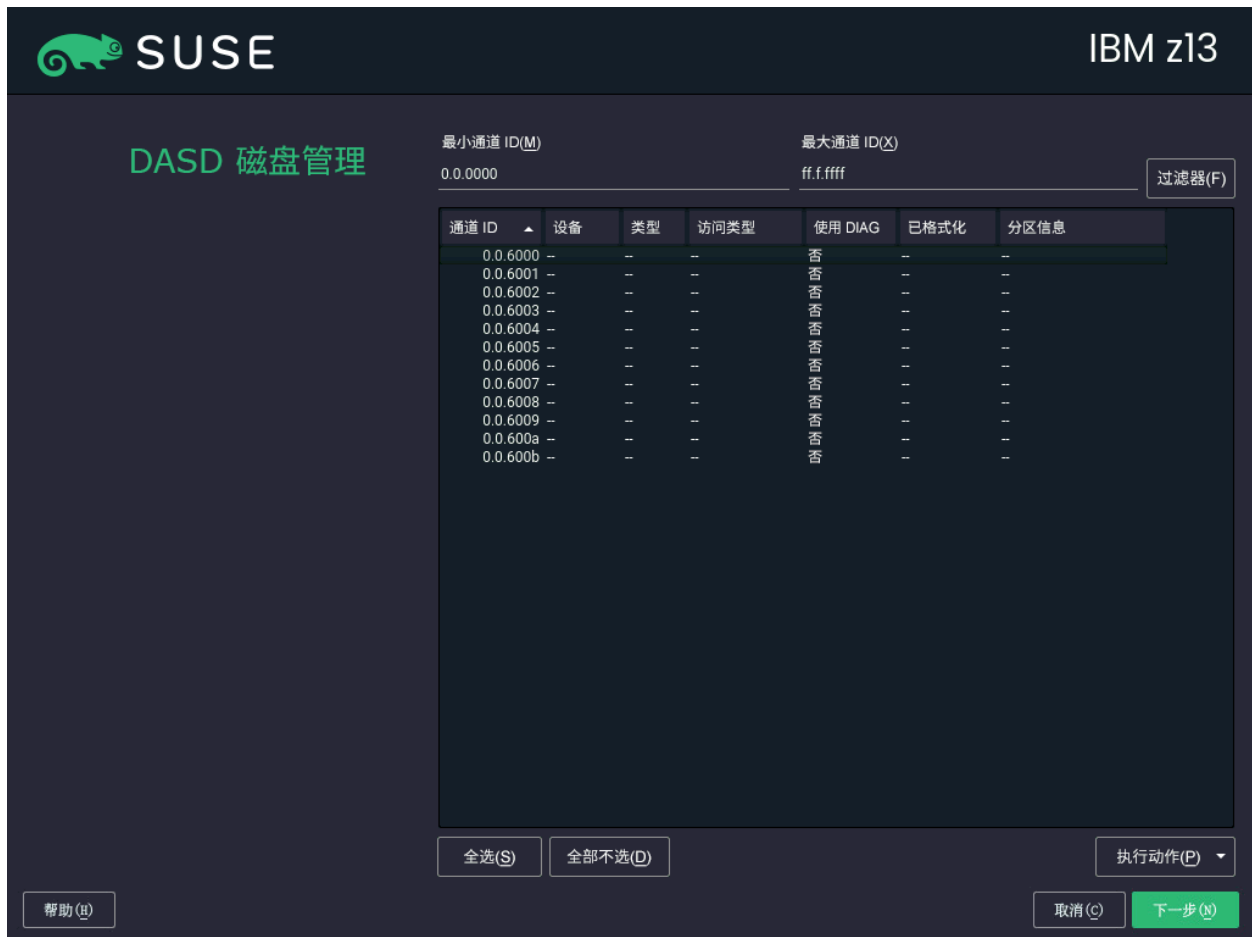 SUSE
IBM z13
DASD 磁盘管理
最小通道 ID(M) 最大通道 ID(X)
0.0.0000 ff.f.ffff 过滤器(F)
通道 ID 设备 类型 访问类型 使用 DIAG 已格式化 分区信息
0.0.6000 -- -- -- 否 -- --
0.0.6001 -- -- -- 否 -- --
0.0.6002 -- -- -- 否 -- --
0.0.6003 -- -- -- 否 -- --
0.0.6004 -- -- -- 否 -- --
0.0.6005 -- -- -- 否 -- --
0.0.6006 -- -- -- 否 -- --
0.0.6007 -- -- -- 否 -- --
0.0.6008 -- -- -- 否 -- --
0.0.6009 -- -- -- 否 -- --
0.0.600a -- -- -- 否 -- --
0.0.600b -- -- -- 否 -- --
全选(S) 全部不选(D) 执行动作(P)
帮助(H) 取消(C) 下一步(N)